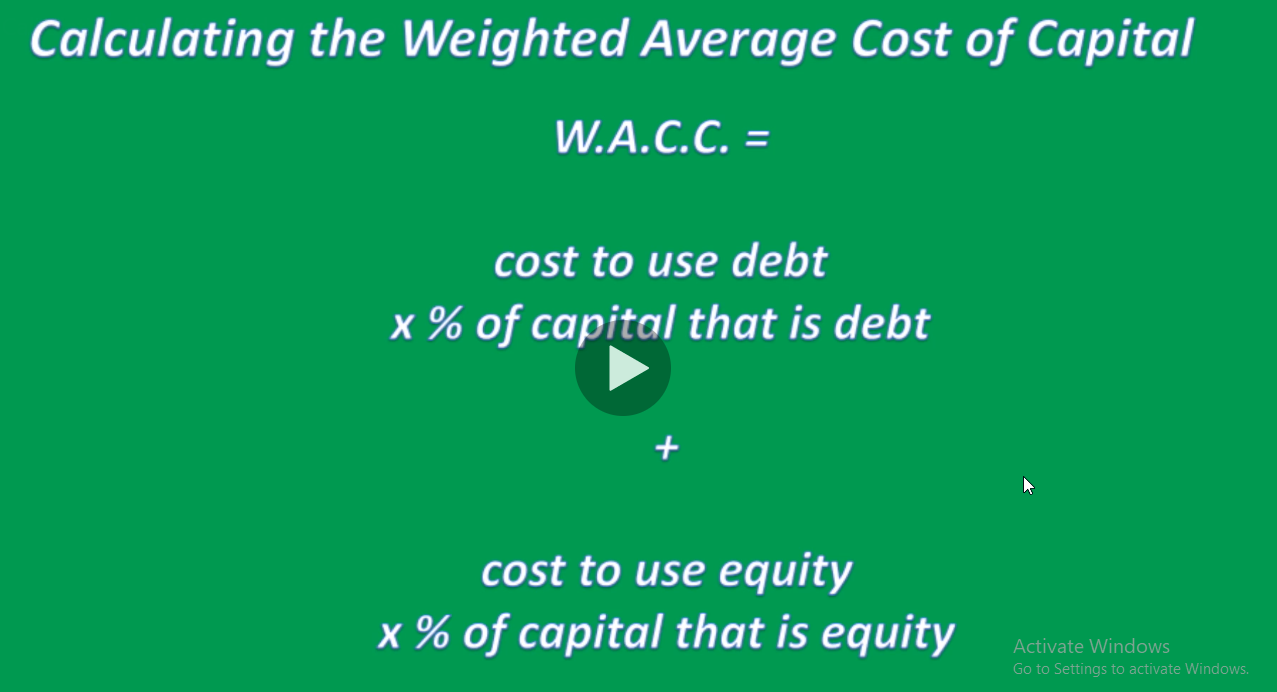 Calculating the Weighted Average Cost of Capital
W.A.C.C. =
cost to use debt
x % of capital that is debt
+
cost to use equity
x % of capital that is equity
Activate Windows
Go to Settings to activate Windows.